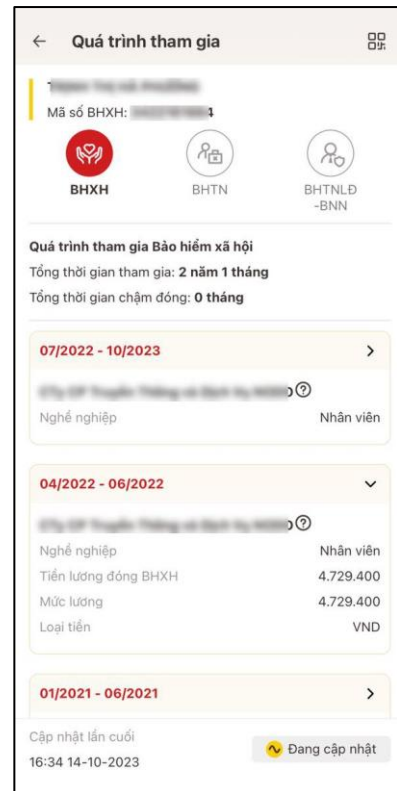 Quá trình tham gia
Mã số BHXH: 4
BHXH
BHTN
BHTNLĐ
-BNN
Quá trình tham gia Bảo hiểm xã hội
Tổng thời gian tham gia: 2 năm 1 tháng
Tổng thời gian chậm đóng: 0 tháng
07/2022 - 10/2023
Nghề nghiệp Nhân viên
04/2022 - 06/2022
Nghề nghiệp Nhân viên
Tiền lương đóng BHXH 4.729.400
Mức lương 4.729.400
Loại tiền VND
01/2021 - 06/2021
Cập nhật lần cuối
16:34 14-10-2023
Đang cập nhật